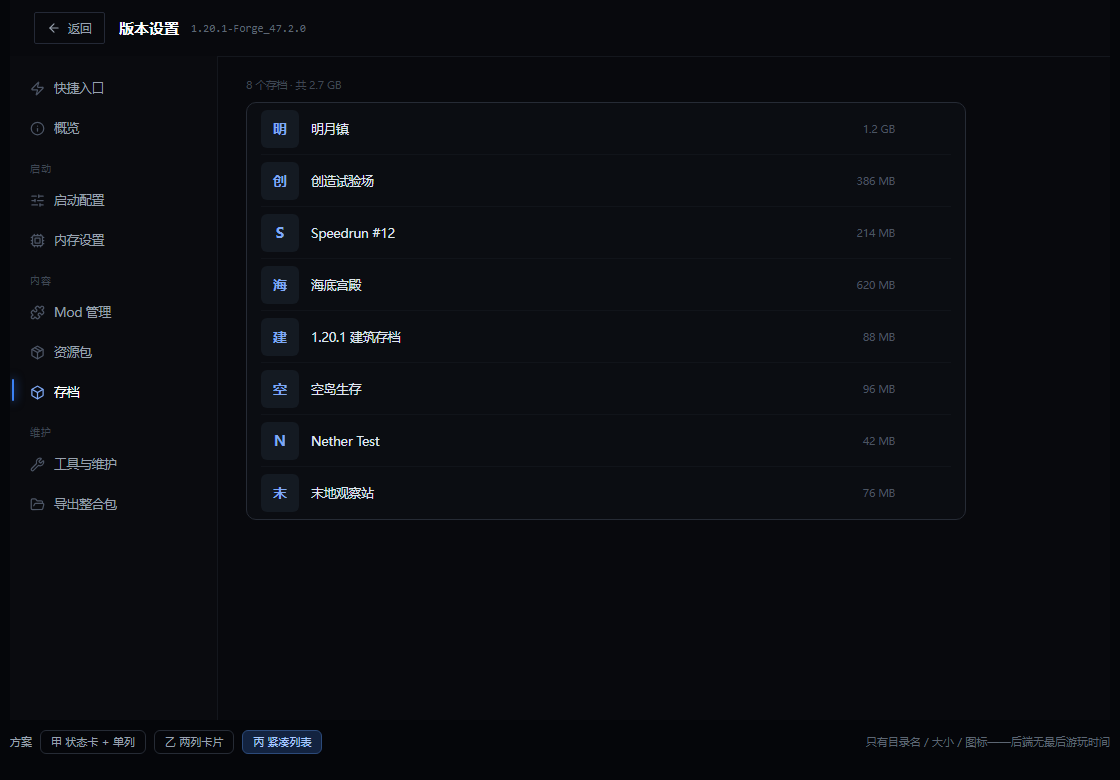 返回 版本设置 1.20.1-Forge_47.2.0
快捷入口
概览
启动
启动配置
内存设置
内容
Mod 管理
资源包
存档
维护
工具与维护
导出整合包
8 个存档 · 共 2.7 GB
明 明月镇 1.2 GB
创 创造试验场 386 MB
S Speedrun #12 214 MB
海 海底宫殿 620 MB
建 1.20.1 建筑存档 88 MB
空 空岛生存 96 MB
N Nether Test 42 MB
末 末地观察站 76 MB
方案 甲 状态卡 + 单列 乙 两列卡片 丙 紧凑列表 只有目录名 / 大小 / 图标——后端无最后游玩时间